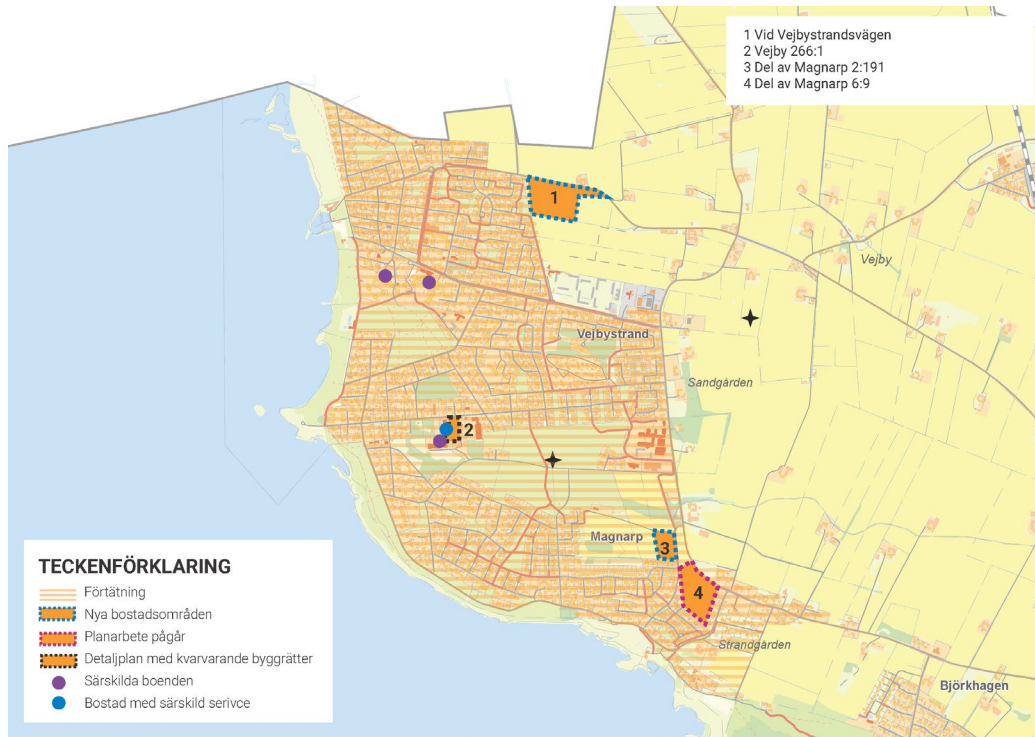 1 Vid Vejbystrandsvägen
2 Vejby 266:1
3 Del av Magnarp 2:191
4 Del av Magnarp 6:9
1
Vejby
Vejbystrand
Sandgården
2
Magnarp
3
4
Strandgården
Björkhagen
TECKENFÖRKLARING
Förtätning
Nya bostadsområden
Planarbete pågår
Detaljplan med kvarvarande byggrätter
Särskilda boenden
Bostad med särskild serivce